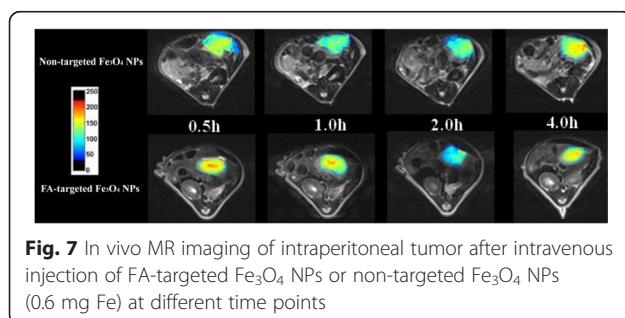 Non-targeted Fe₃O₄ NPs
250
200
150
100
50
0
FA-targeted Fe₃O₄ NPs
0.5h
1.0h
2.0h
4.0h
Fig. 7 In vivo MR imaging of intraperitoneal tumor after intravenous
injection of FA-targeted Fe₃O₄ NPs or non-targeted Fe₃O₄ NPs
(0.6 mg Fe) at different time points